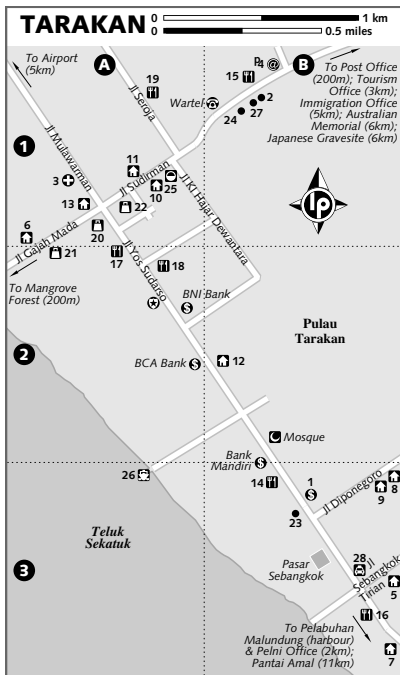 TARAKAN
0 1 km
0 0.5 miles
To Airport
(5km)
A
B
19
Jl Seroja
15
P
4 @
To Post Office
(200m); Tourism
Office (3km);
Immigration Office
(5km); Australian
Memorial (6km);
Japanese Gravesite (6km)
Wartel
2
27
24
1
Jl Mulawarman
11
Jl Sudirman
3
10
25
Jl KI Hajar Dewantara
lp
13
22
6
20
Jl Gajah Mada
21
17
18
Jl Yos Sudarso
To Mangrove
Forest (200m)
BNI Bank
Pulau
Tarakan
2
BCA Bank
12
Mosque
Bank
Mandiri
26
14
1
Jl Diponegoro
8
9
23
Teluk
Sekatuk
3
Pasar
Sebangkok
28
Jl
Sebangkok
Tinan
5
16
To Pelabuhan
Malundung (harbour)
& Pelni Office (2km);
Pantai Amal (11km)
7